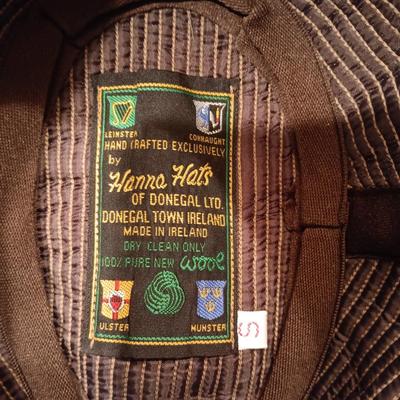 LEINSTER CONNAUGHT
HAND CRAFTED EXCLUSIVELY
by
Hanna Hats
OF DONEGAL LTD.
DONEGAL TOWN IRELAND
MADE IN IRELAND
DRY CLEAN ONLY
100% PURE NEW wool
ULSTER MUNSTER
S